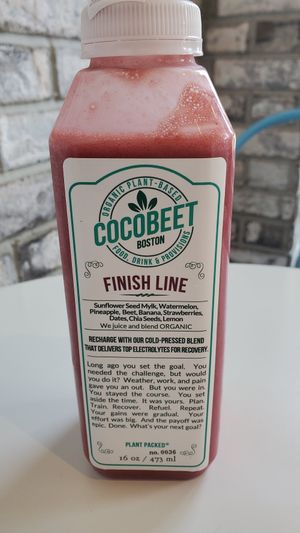 ORGANIC PLANT-BASED
COCOBEET
BOSTON
FOOD, DRINK & PROVISIONS
FINISH LINE
Sunflower Seed Mylk, Watermelon,
Pineapple, Beet, Banana, Strawberries,
Dates, Chia Seeds, Lemon
We juice and blend ORGANIC
RECHARGE WITH OUR COLD-PRESSED BLEND
THAT DELIVERS TOP ELECTROLYTES FOR RECOVERY.
Long ago you set the goal. You
needed the challenge, but would
you do it? Weather, work, and pain
gave you an out. But you were in.
You stayed the course. You set
aside the time. It was yours. Plan.
Train. Recover. Refuel. Repeat.
Your gains were gradual. Your
effort was big. And the payoff was
epic. Done. What's your next goal?
PLANT PACKED®
no. 0036
16 oz / 473 ml